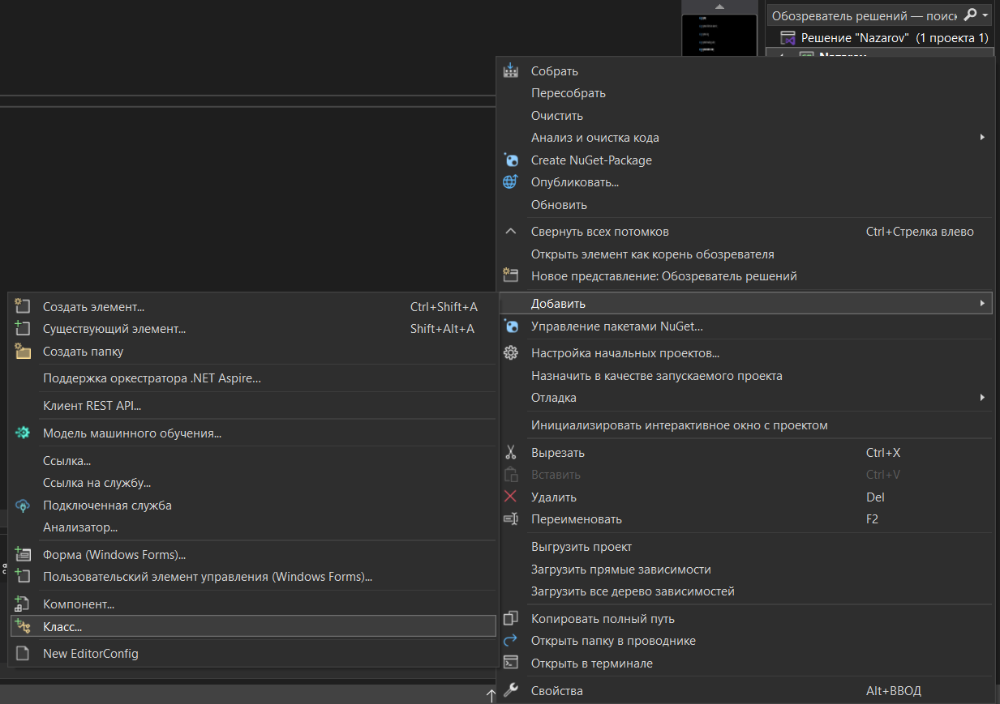 Обозреватель решений — поиск
Решение "Nazarov" (1 проекта 1)
Nazarov
Собрать
Пересобрать
Очистить
Анализ и очистка кода
Create NuGet-Package
Опубликовать...
Обновить
Свернуть всех потомков Ctrl+Стрелка влево
Открыть элемент как корень обозревателя
Новое представление: Обозреватель решений
Добавить
Управление пакетами NuGet...
Настройка начальных проектов...
Назначить в качестве запускаемого проекта
Отладка
Инициализировать интерактивное окно с проектом
Вырезать Ctrl+X
Вставить Ctrl+V
Удалить Del
Переименовать F2
Выгрузить проект
Загрузить прямые зависимости
Загрузить все дерево зависимостей
Копировать полный путь
Открыть папку в проводнике
Открыть в терминале
Свойства Alt+ВВОД
Создать элемент... Ctrl+Shift+A
Существующий элемент... Shift+Alt+A
Создать папку
Поддержка оркестратора .NET Aspire...
Клиент REST API...
Модель машинного обучения...
Ссылка...
Ссылка на службу...
Подключенная служба
Анализатор...
Форма (Windows Forms)...
Пользовательский элемент управления (Windows Forms)...
Компонент...
Класс...
New EditorConfig